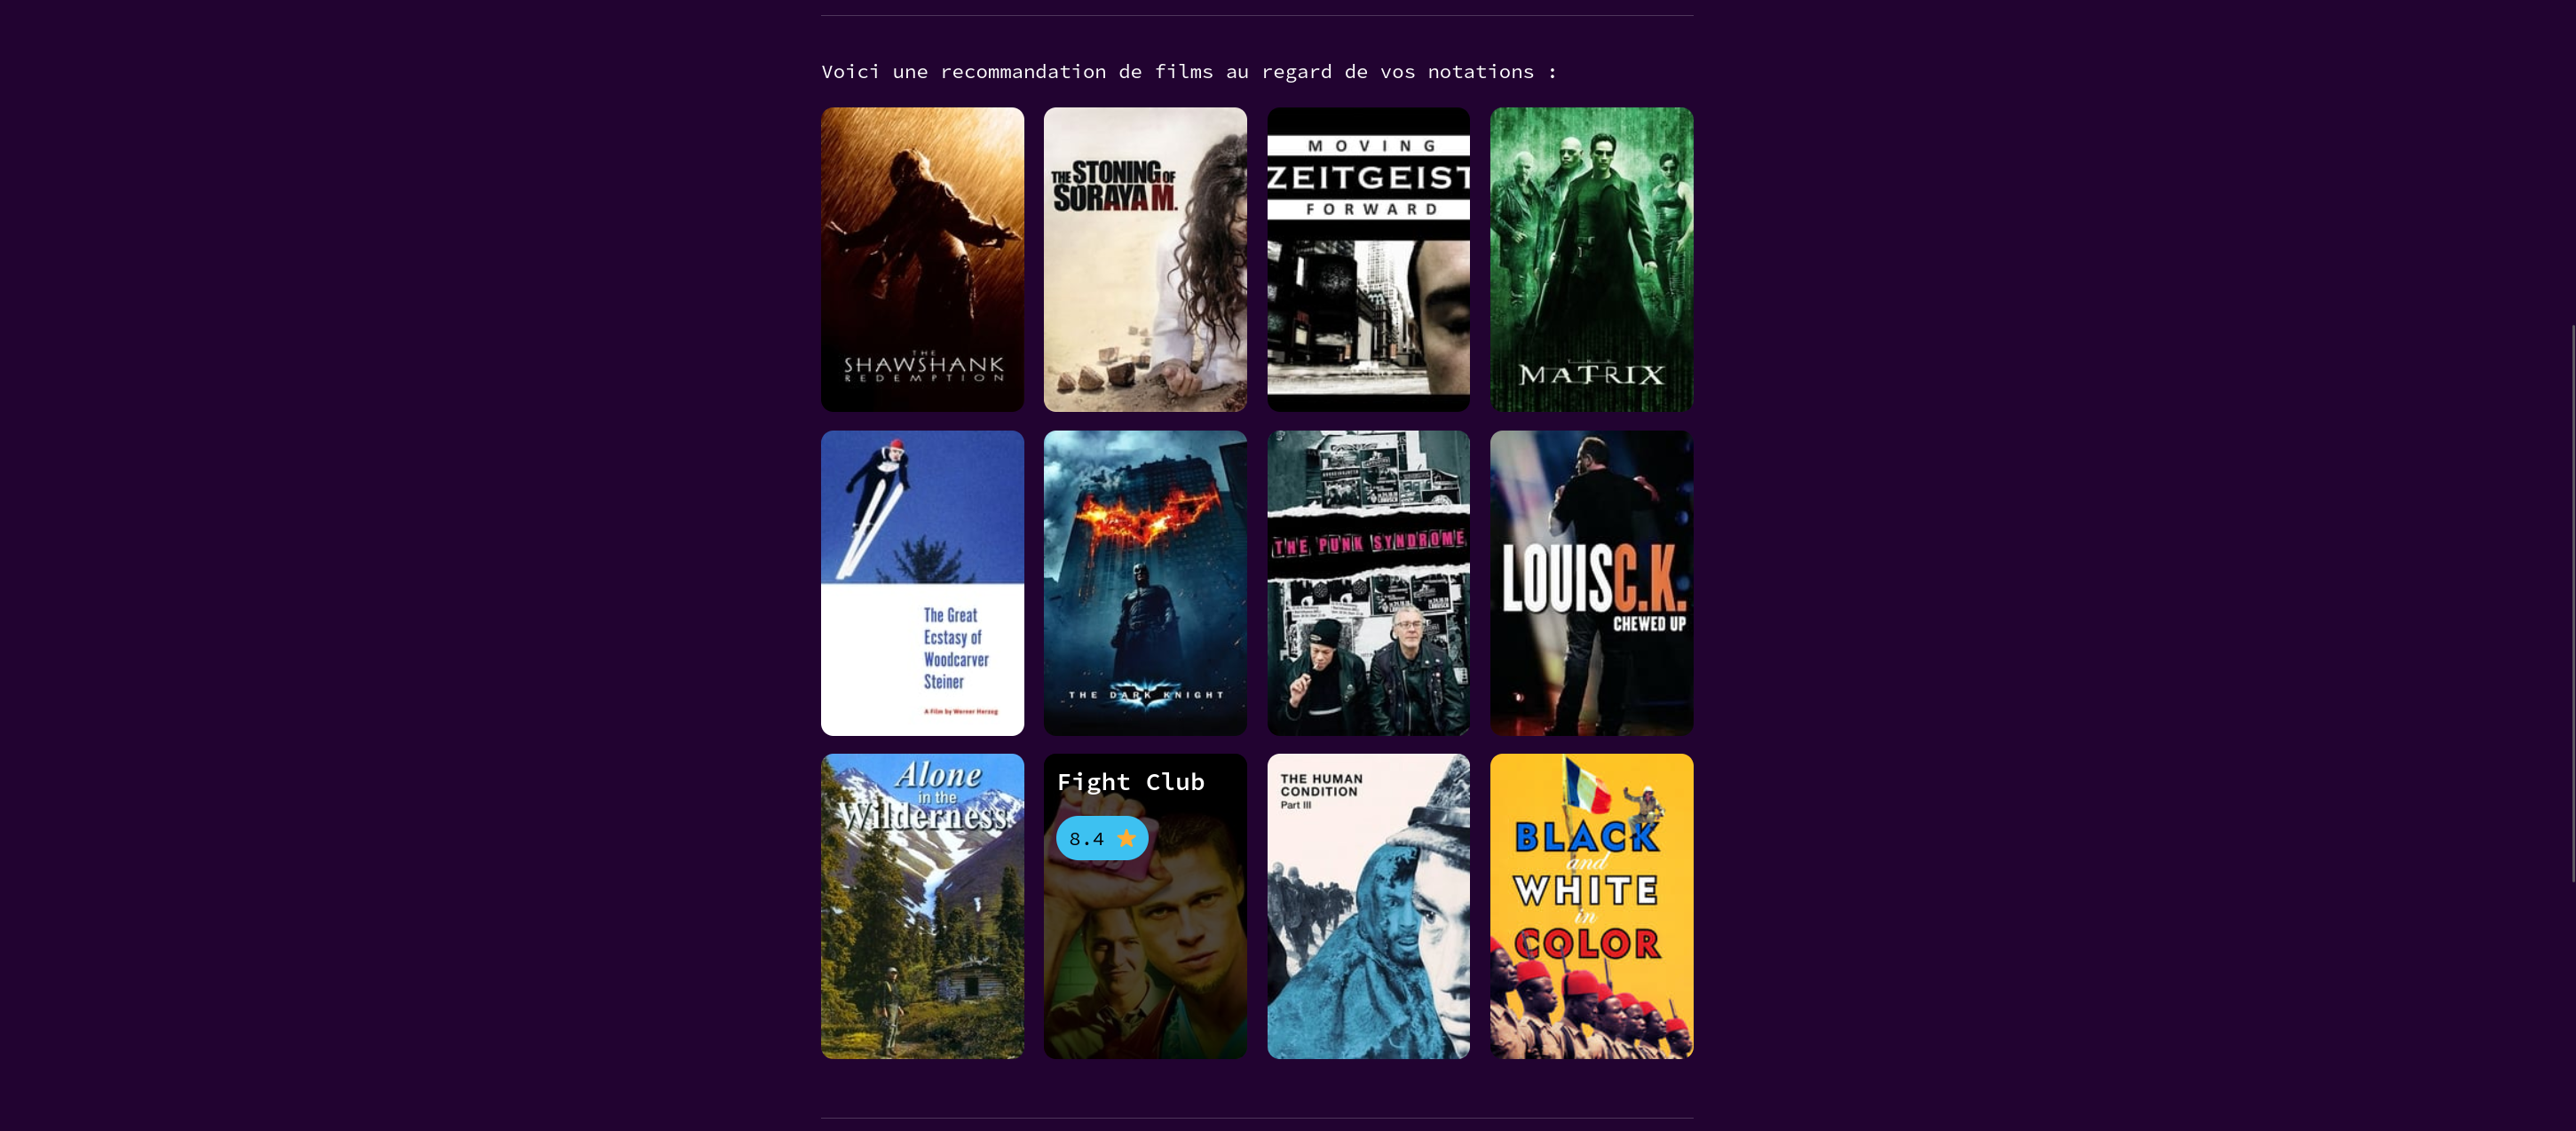 Voici une recommandation de films au regard de vos notations :
THE
SHAWSHANK
REDEMPTION
THE STONING OF
SORAYA M.
MOVING
ZEITGEIST
FORWARD
THE
MATRIX
The Great
Ecstasy of
Woodcarver
Steiner
A Film by Werner Herzog
THE DARK KNIGHT
THE PUNK SYNDROME
LOUIS C.K.
CHEWED UP
Alone
in the
Wilderness
Fight Club
8.4
THE HUMAN
CONDITION
Part III
BLACK
and
WHITE
in
COLOR